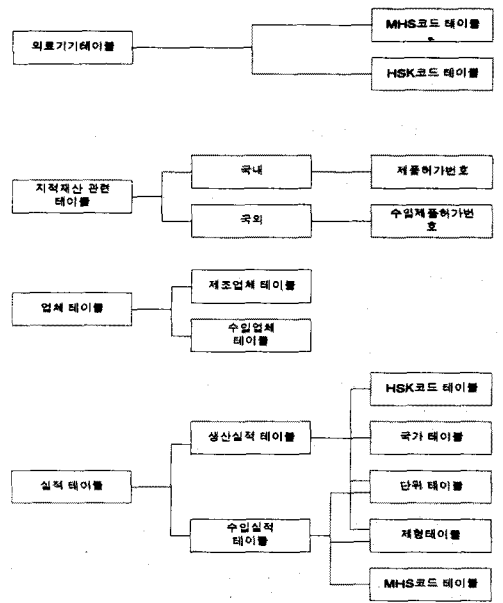 MHS코드 테이블
의료기기테이블
HSK코드 테이블
국내
제품허가번호
지적재산 관련
테이블
국외
수입제품허가번
호
제조업체 테이블
업체 테이블
수입업체
테이블
HSK코드 테이블
생산실적 테이블
국가 테이블
실적 테이블
단위 테이블
수입실적
테이블
제형테이블
MHS코드 테이블